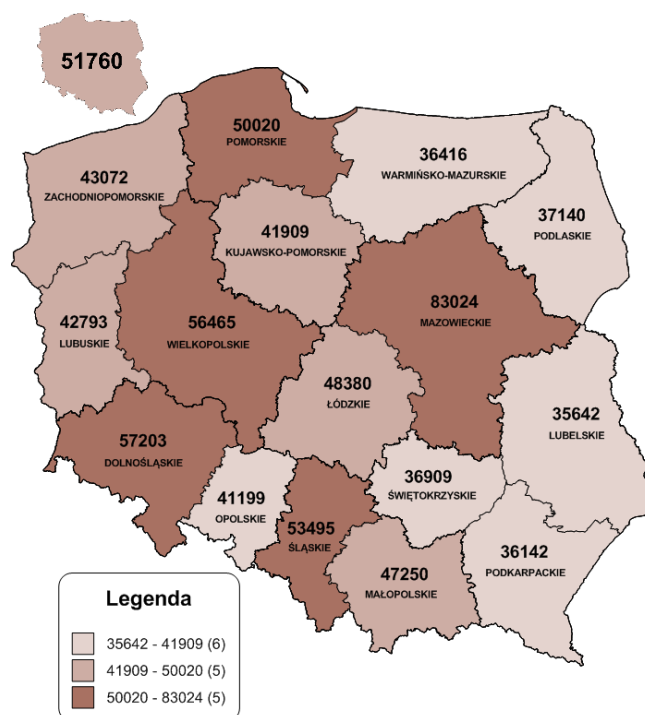 51760
50020
POMORSKIE
36416
WARMIŃSKO-MAZURSKIE
43072
ZACHODNIOPOMORSKIE
37140
PODLASKIE
41909
KUJAWSKO-POMORSKIE
83024
MAZOWIECKIE
42793
LUBUSKIE
56465
WIELKOPOLSKIE
48380
ŁÓDZKIE
35642
LUBELSKIE
57203
DOLNOŚLĄSKIE
41199
OPOLSKIE
53495
ŚLĄSKIE
36909
ŚWIĘTOKRZYSKIE
47250
MAŁOPOLSKIE
36142
PODKARPACKIE
Legenda
35642 - 41909 (6)
41909 - 50020 (5)
50020 - 83024 (5)